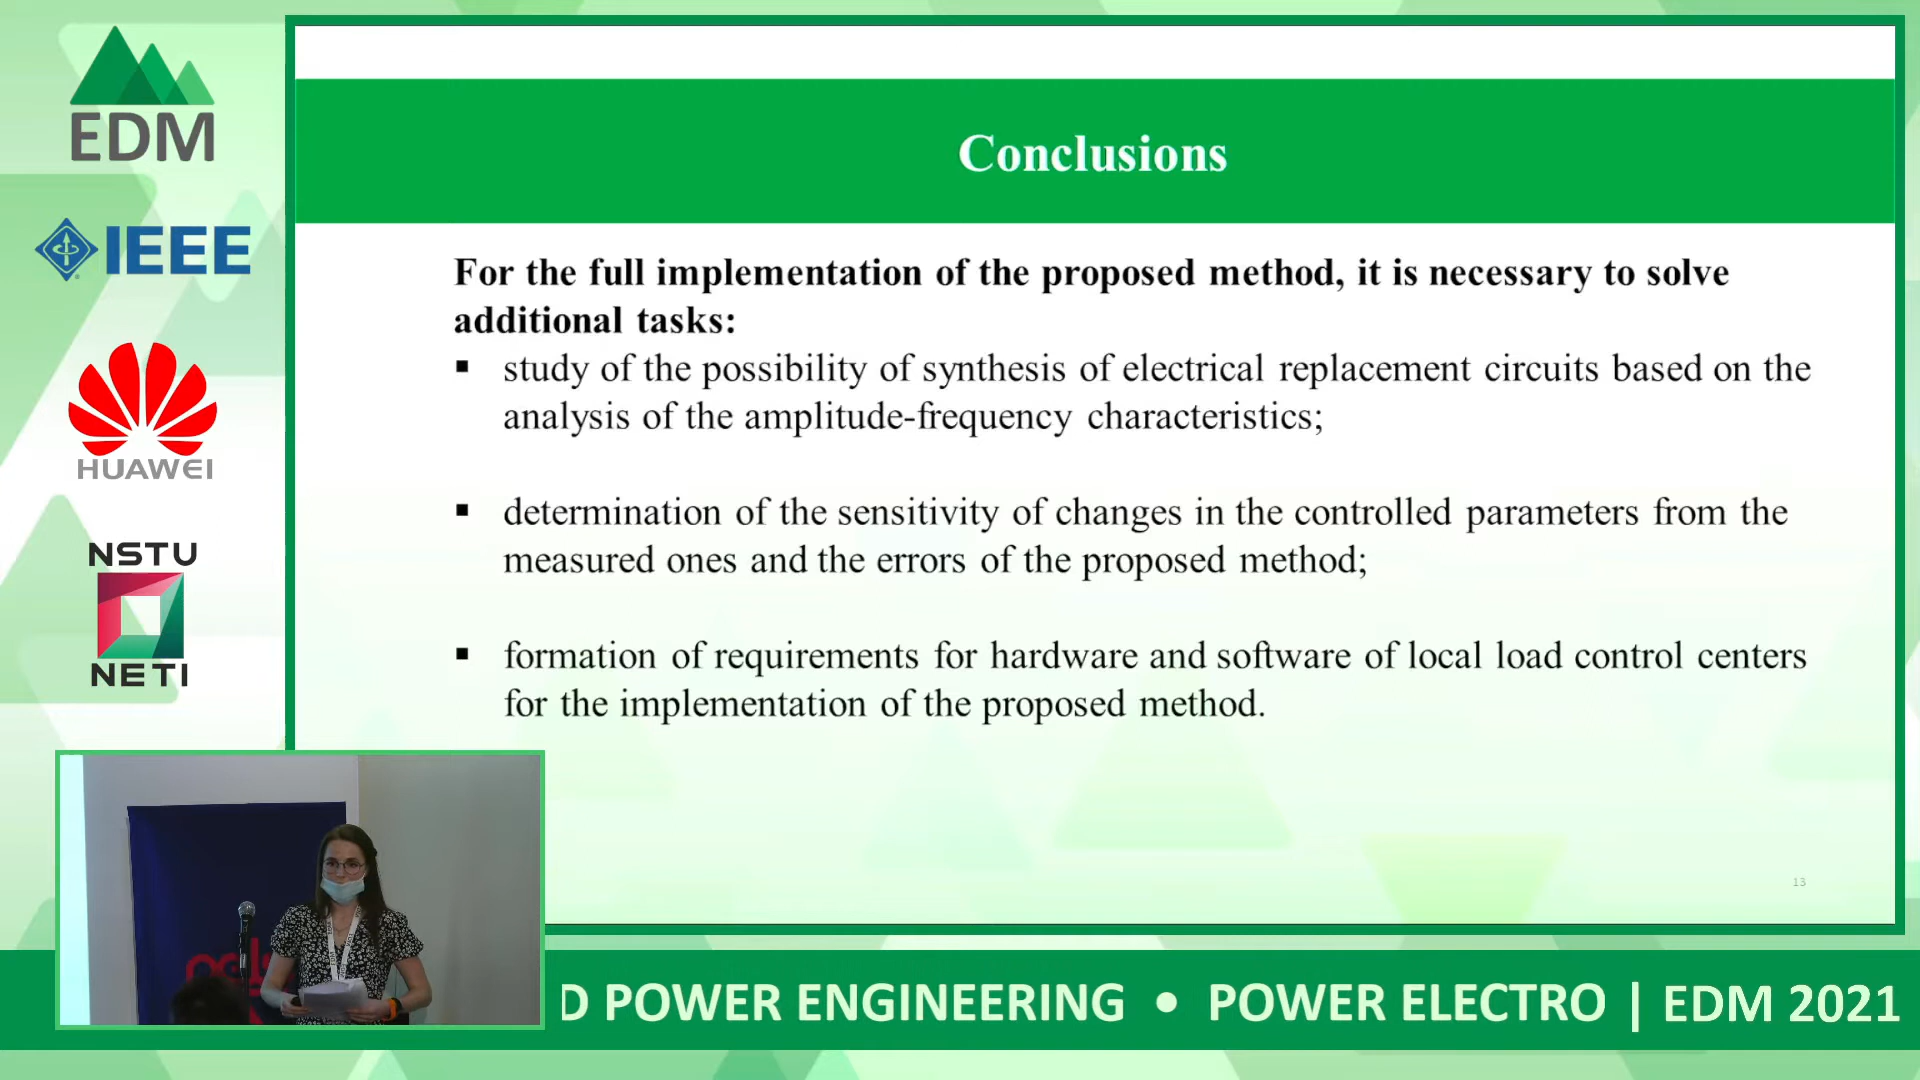 EDM
IEEE
HUAWEI
NSTU
NETI
Conclusions
For the full implementation of the proposed method, it is necessary to solve
additional tasks:
▪ study of the possibility of synthesis of electrical replacement circuits based on the
analysis of the amplitude-frequency characteristics;
▪ determination of the sensitivity of changes in the controlled parameters from the
measured ones and the errors of the proposed method;
▪ formation of requirements for hardware and software of local load control centers
for the implementation of the proposed method.
13
D POWER ENGINEERING • POWER ELECTRO | EDM 2021